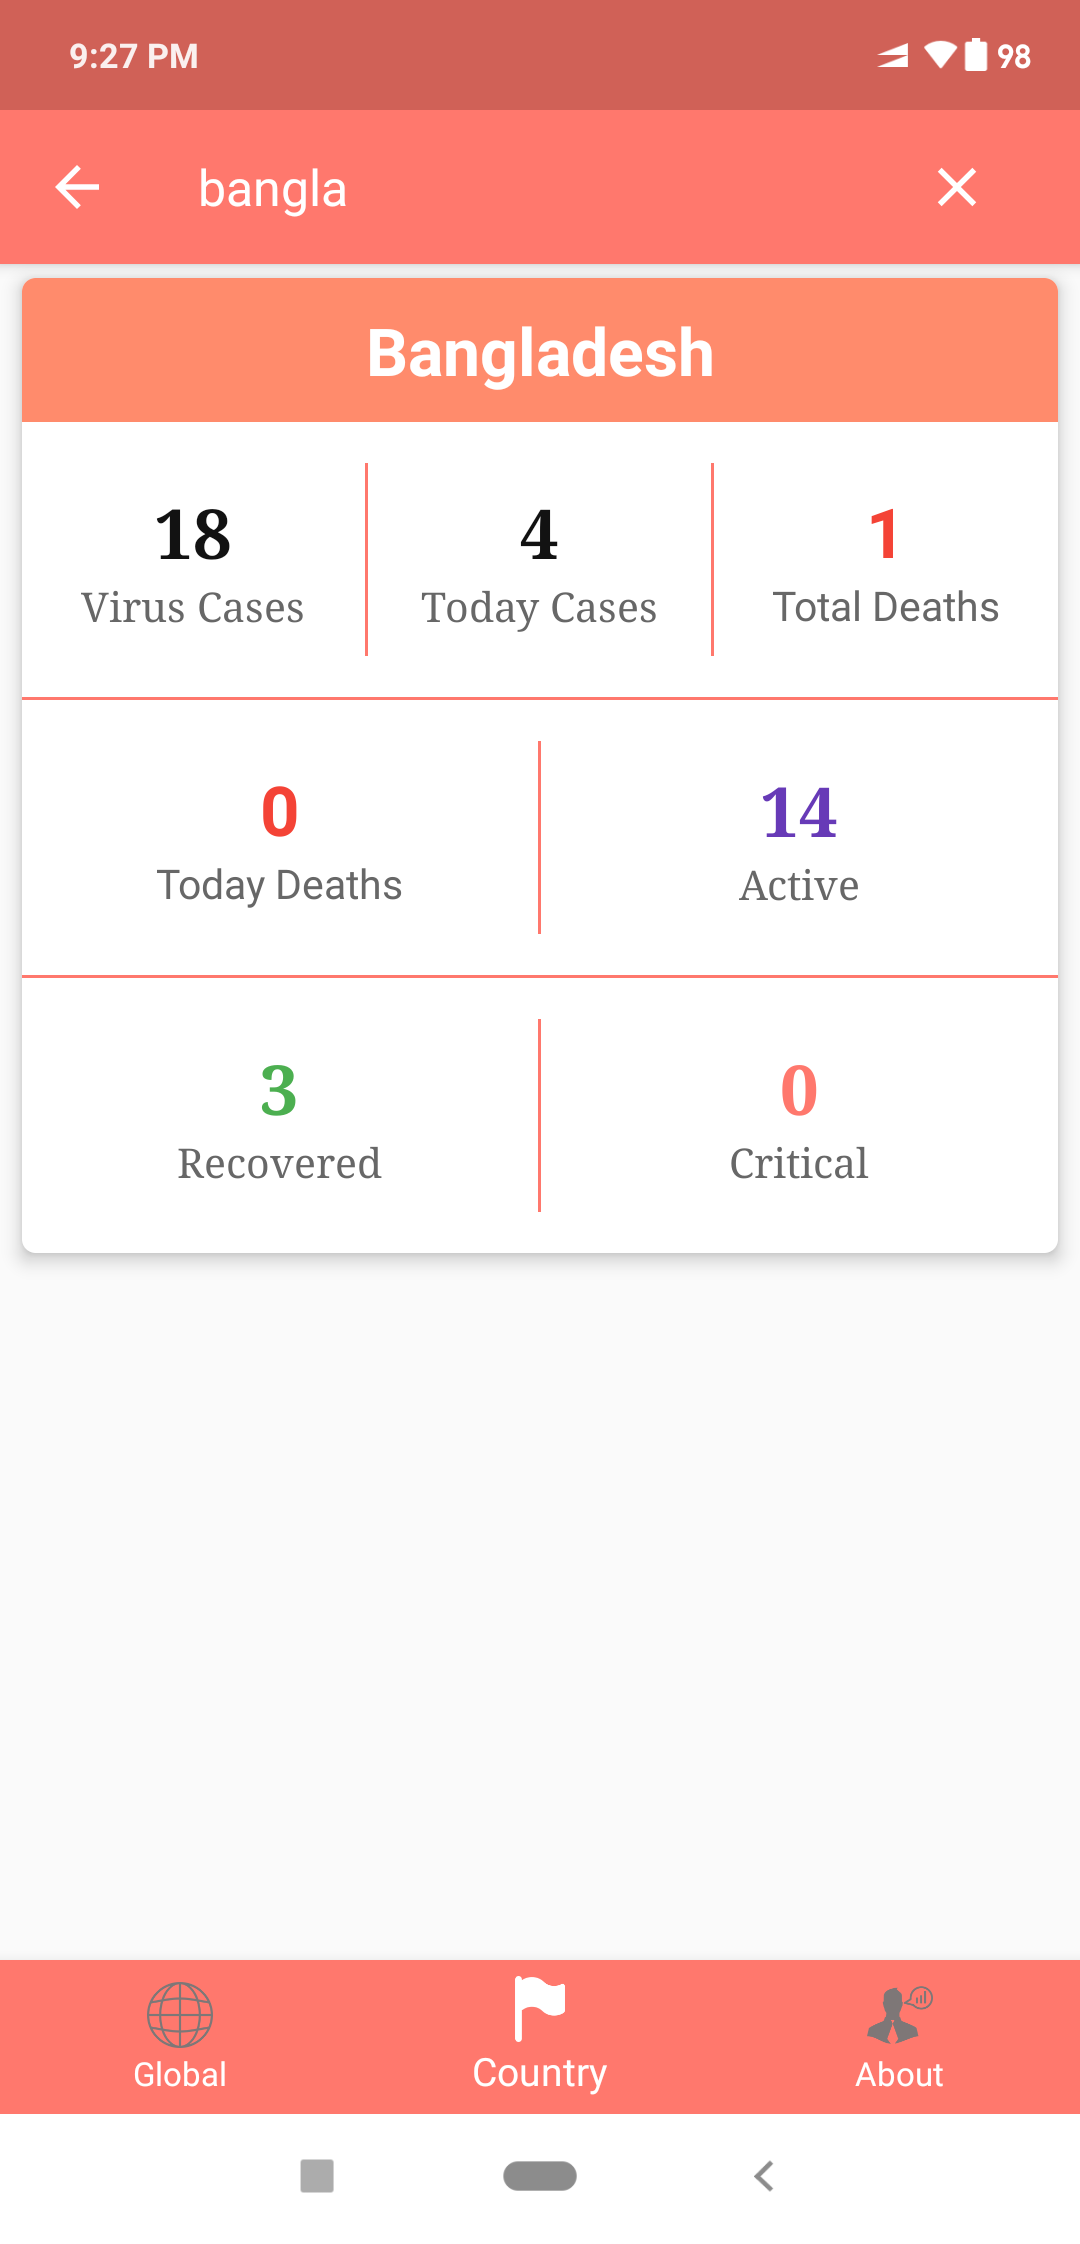 9:27 PM 98
bangla
Bangladesh
18 4 1
Virus Cases Today Cases Total Deaths
0 14
Today Deaths Active
3 0
Recovered Critical
Global Country About